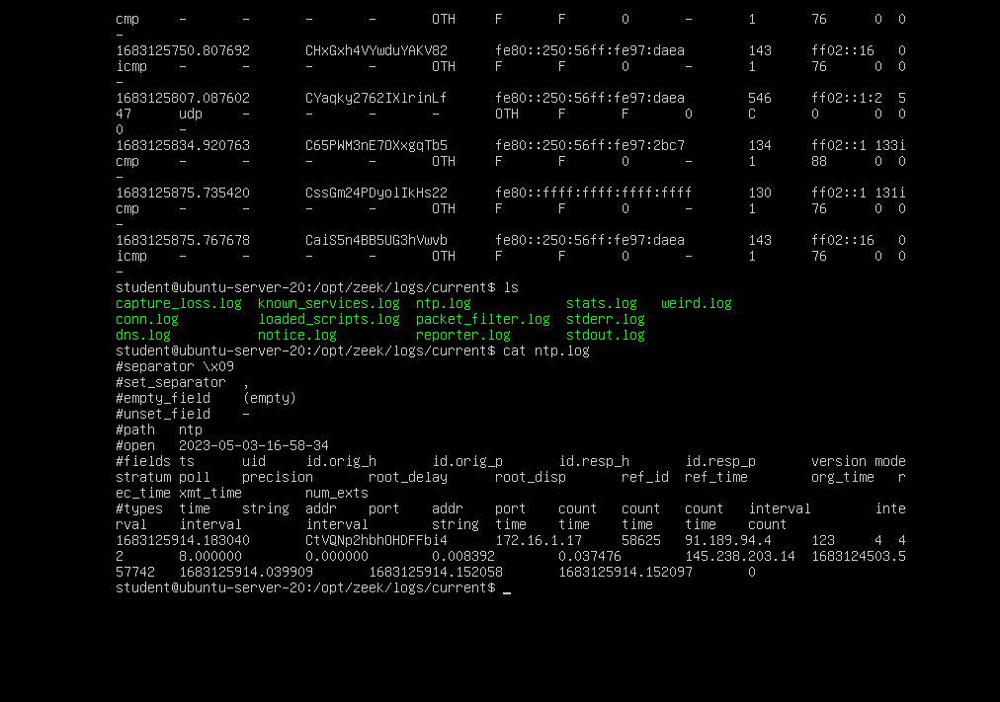 cmp     -       -       -       -       OTH     F       F       0       -       1       76      0  0
-
1683125750.807692       CHxGxh4VYwduYAKV82      fe80::250:56ff:fe97:daea        143     ff02::16   0
icmp    -       -       -       -       OTH     F       F       0       -       1       76      0  0
-
1683125807.087602       CYaqky2762IXlrinLf      fe80::250:56ff:fe97:daea        546     ff02::1:2  5
47      udp     -       -       -       -       OTH     F       F       0       C       0       0  0
0       -
1683125834.920763       C65PWM3nE7OXxgqTb5      fe80::250:56ff:fe97:2bc7        134     ff02::1 133i
cmp     -       -       -       -       OTH     F       F       0       -       1       88      0  0
-
1683125875.735420       CssGm24PDyolIkHs22      fe80::ffff:ffff:ffff:ffff       130     ff02::1 131i
cmp     -       -       -       -       OTH     F       F       0       -       1       76      0  0
-
1683125875.767678       CaiS5n4BB5UG3hVwvb      fe80::250:56ff:fe97:daea        143     ff02::16   0
icmp    -       -       -       -       OTH     F       F       0       -       1       76      0  0
-
student@ubuntu-server-20:/opt/zeek/logs/current$ ls
capture_loss.log  known_services.log  ntp.log            stats.log   weird.log
conn.log          loaded_scripts.log  packet_filter.log  stderr.log
dns.log           notice.log          reporter.log       stdout.log
student@ubuntu-server-20:/opt/zeek/logs/current$ cat ntp.log
#separator \x09
#set_separator  ,
#empty_field    (empty)
#unset_field    -
#path   ntp
#open   2023-05-03-16-58-34
#fields ts      uid     id.orig_h       id.orig_p       id.resp_h       id.resp_p       version mode
stratum poll    precision       root_delay      root_disp       ref_id  ref_time        org_time   r
ec_time xmt_time        num_exts
#types  time    string  addr    port    addr    port    count   count   count   interval        inte
rval    interval        interval        string  time    time    time    time    count
1683125914.183040       CtVQNp2hbhOHDFFbi4      172.16.1.17     58625   91.189.94.4     123     4  4
2       8.000000        0.000000        0.008392        0.037476        145.238.203.14  1683124503.5
57742   1683125914.039909       1683125914.152058       1683125914.152097       0
student@ubuntu-server-20:/opt/zeek/logs/current$ _